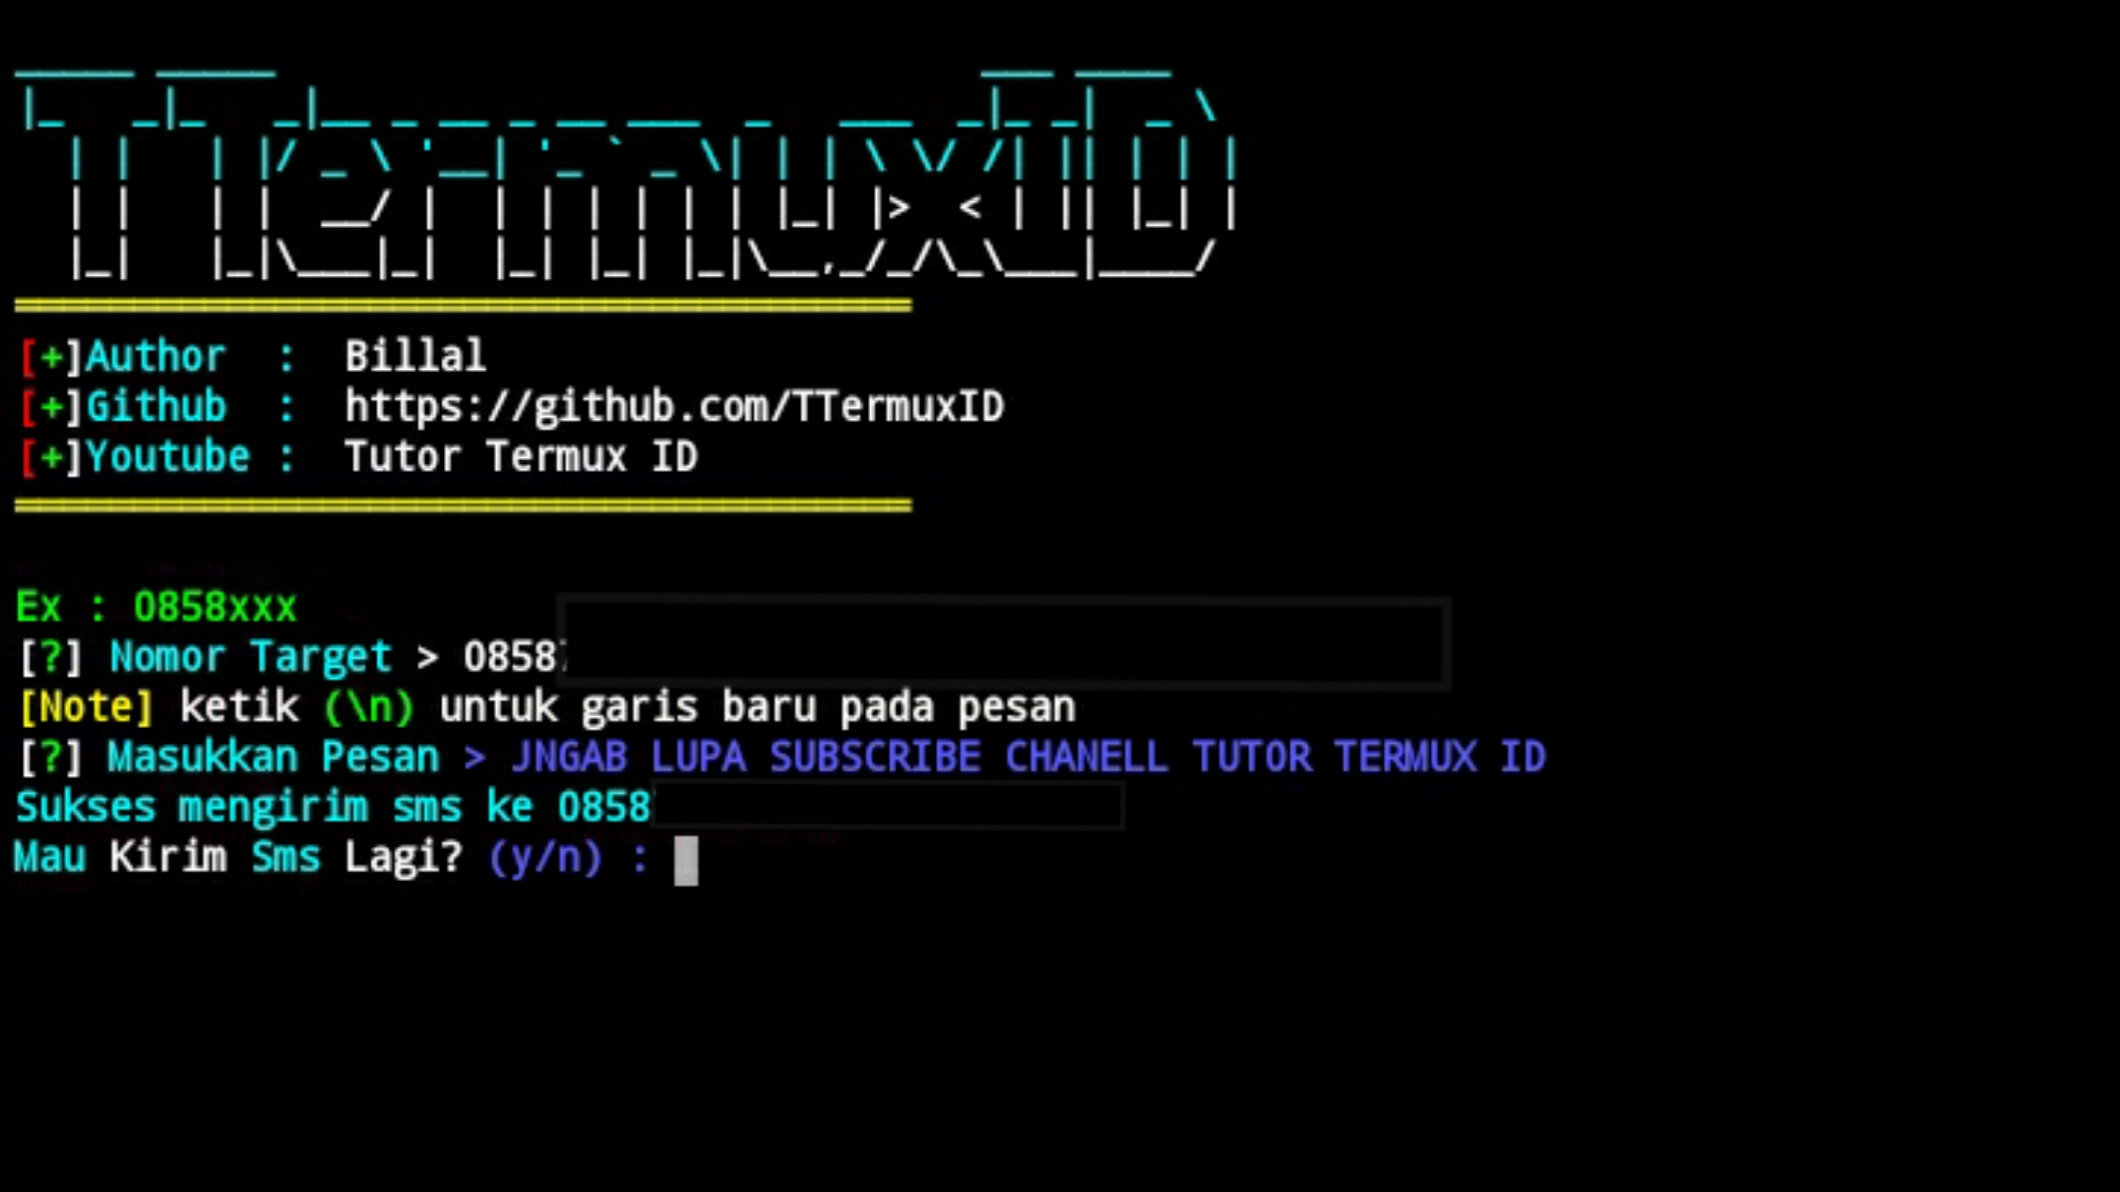 TTermuxID
[+]Author : Billal
[+]Github : https://github.com/TTermuxID
[+]Youtube : Tutor Termux ID
Ex : 0858xxx
[?] Nomor Target > 0858
[Note] ketik (\n) untuk garis baru pada pesan
[?] Masukkan Pesan > JNGAB LUPA SUBSCRIBE CHANELL TUTOR TERMUX ID
Sukses mengirim sms ke 0858
Mau Kirim Sms Lagi? (y/n) :